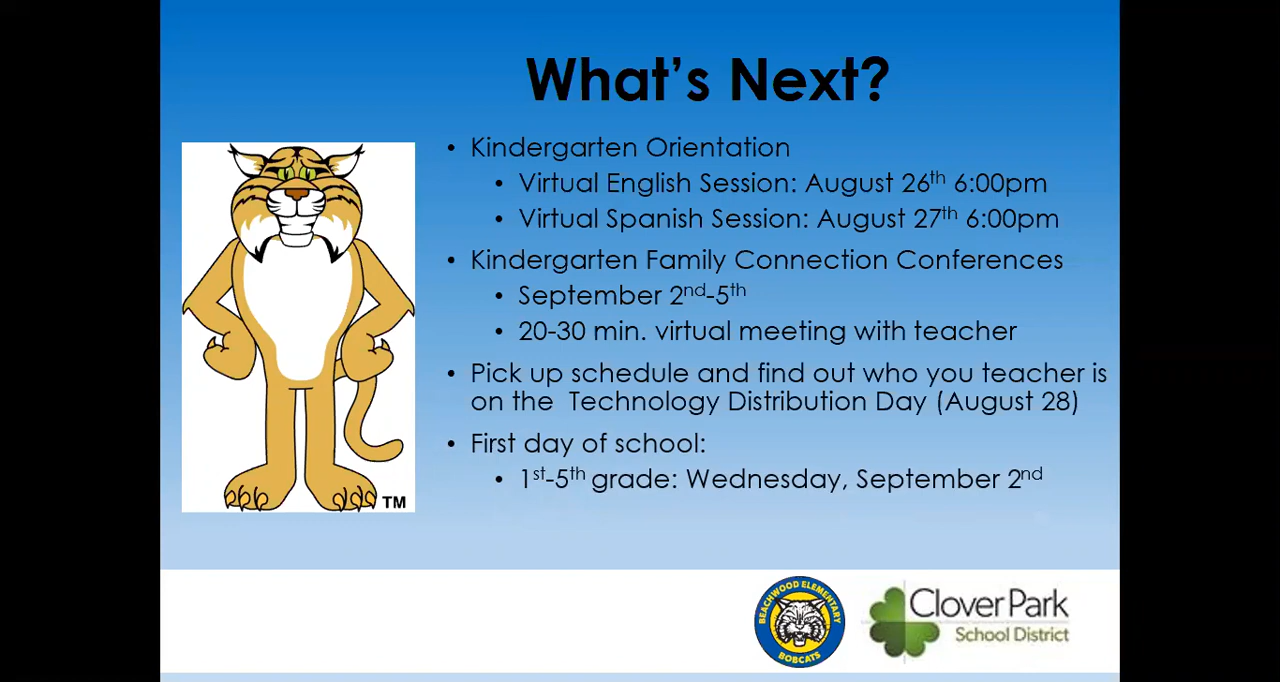 What's Next?
• Kindergarten Orientation
• Virtual English Session: August 26th 6:00pm
• Virtual Spanish Session: August 27th 6:00pm
• Kindergarten Family Connection Conferences
• September 2nd-5th
• 20-30 min. virtual meeting with teacher
• Pick up schedule and find out who you teacher is
on the Technology Distribution Day (August 28)
• First day of school:
• 1st-5th grade: Wednesday, September 2nd
TM
BEACHWOOD ELEMENTARY
BOBCATS
Clover Park
School District